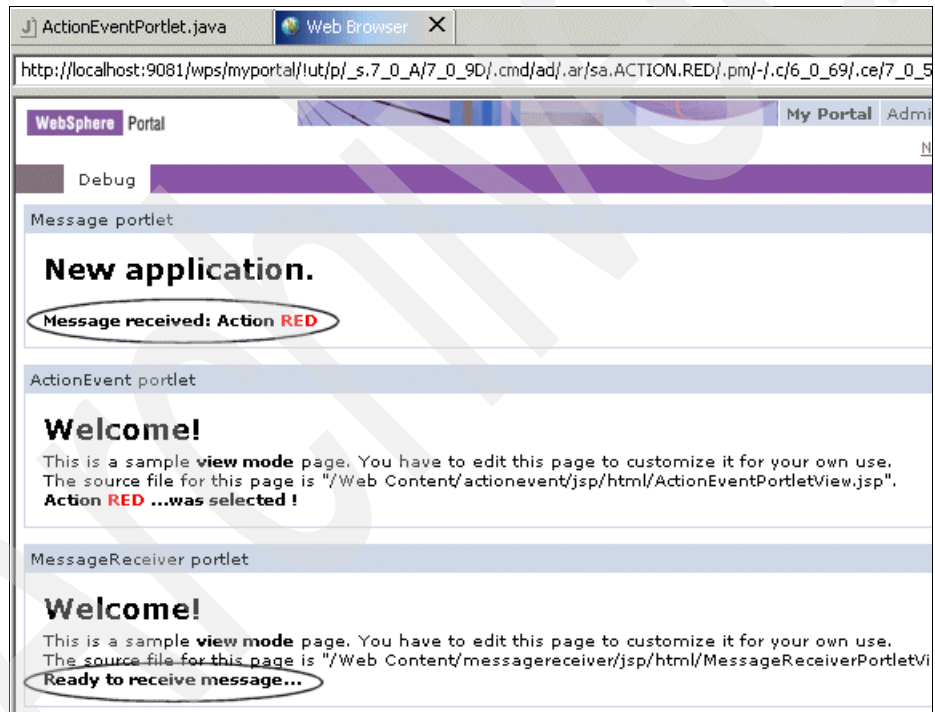 ActionEventPortlet.java
Web Browser
http://localhost:9081/wps/myportal/!ut/p/_s.7_0_A/7_0_9D/.cmd/ad/.ar/sa.ACTION.RED/.pm/-/.c/6_0_69/.ce/7_0_5
WebSphere Portal
My Portal Admi
N
Debug
Message portlet
New application.
Message received: Action RED
ActionEvent portlet
Welcome!
This is a sample view mode page. You have to edit this page to customize it for your own use.
The source file for this page is "/Web Content/actionevent/jsp/html/ActionEventPortletView.jsp".
Action RED ...was selected !
MessageReceiver portlet
Welcome!
This is a sample view mode page. You have to edit this page to customize it for your own use.
The source file for this page is "/Web Content/messagereceiver/jsp/html/MessageReceiverPortletVi
Ready to receive message...